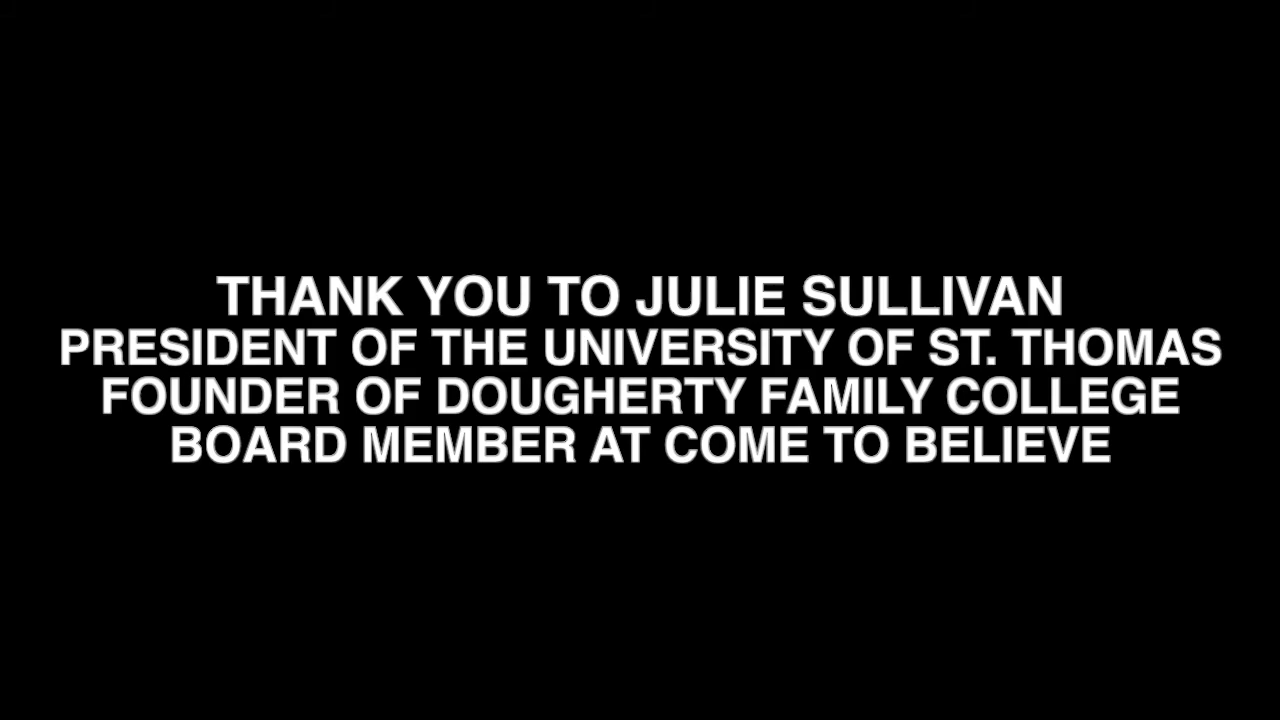 THANK YOU TO JULIE SULLIVAN
PRESIDENT OF THE UNIVERSITY OF ST. THOMAS
FOUNDER OF DOUGHERTY FAMILY COLLEGE
BOARD MEMBER AT COME TO BELIEVE